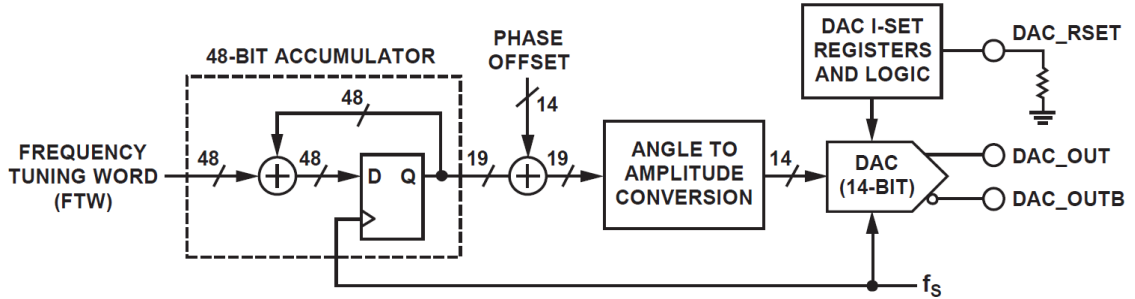 48-BIT ACCUMULATOR
PHASE
OFFSET
DAC I-SET
REGISTERS
AND LOGIC
DAC_RSET
48
14
FREQUENCY
TUNING WORD
(FTW)
48
48
D Q
19
19
ANGLE TO
AMPLITUDE
CONVERSION
14
DAC
(14-BIT)
DAC_OUT
DAC_OUTB
fS